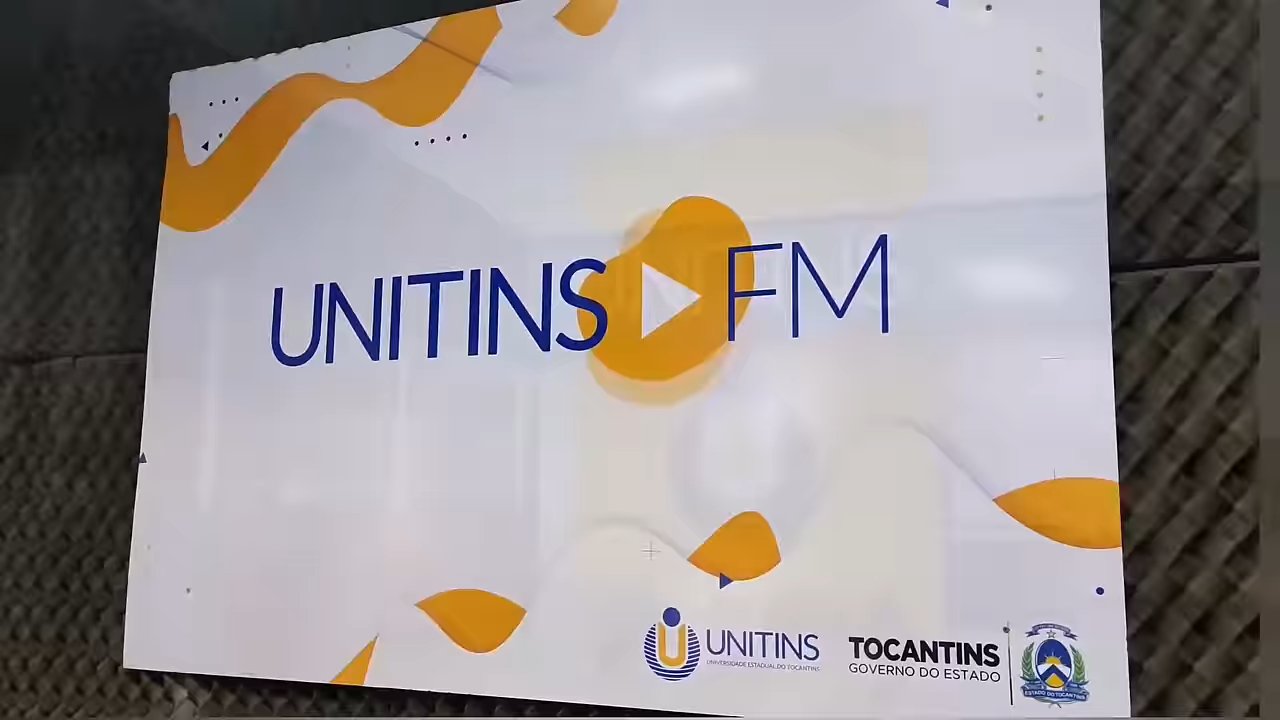 UNITINS FM
UNITINS
UNIVERSIDADE ESTADUAL DO TOCANTINS
TOCANTINS
GOVERNO DO ESTADO
ESTADO DO TOCANTINS